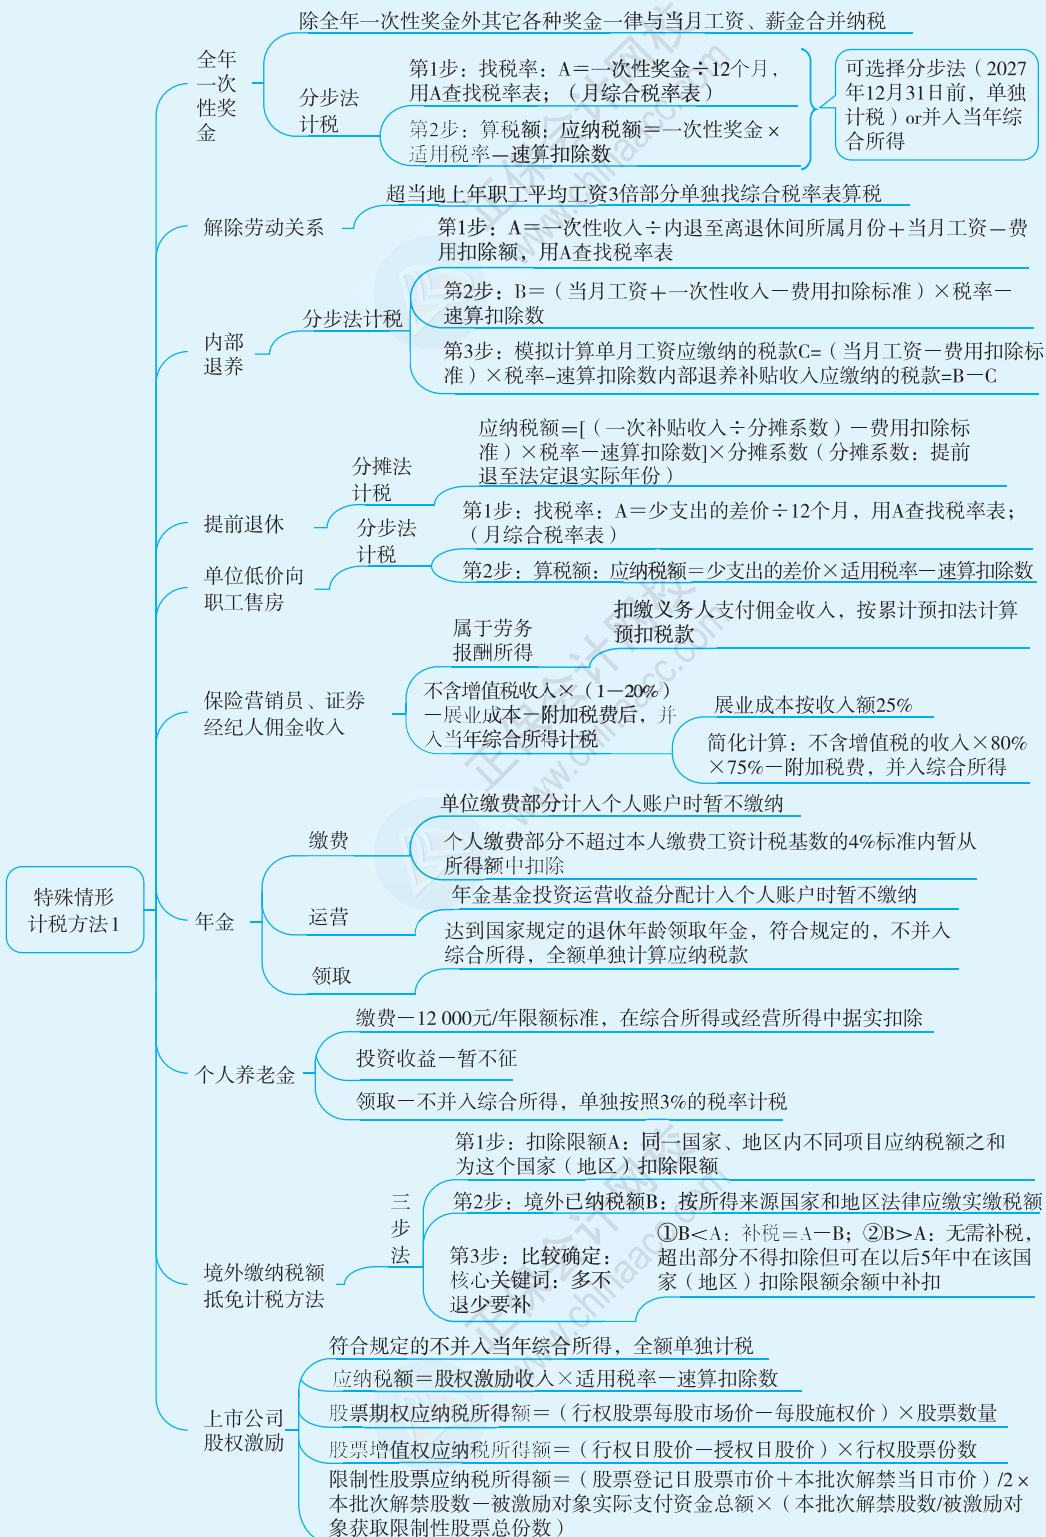 特殊情形
计税方法1
全年
一次
性奖
金
除全年一次性奖金外其它各种奖金一律与当月工资、薪金合并纳税
分步法
计税
第1步：找税率：A＝一次性奖金÷12个月，
用A查找税率表；（月综合税率表）
第2步：算税额：应纳税额＝一次性奖金×
适用税率－速算扣除数
可选择分步法（2027
年12月31日前，单独
计税）or并入当年综
合所得
解除劳动关系
超当地上年职工平均工资3倍部分单独找综合税率表算税
内部
退养
分步法计税
第1步：A＝一次性收入÷内退至离退休间所属月份＋当月工资－费
用扣除额，用A查找税率表
第2步：B＝（当月工资＋一次性收入－费用扣除标准）×税率－
速算扣除数
第3步：模拟计算单月工资应缴纳的税款C=（当月工资－费用扣除标
准）×税率–速算扣除数内部退养补贴收入应缴纳的税款=B－C
提前退休
分摊法
计税
应纳税额＝[（一次补贴收入÷分摊系数）－费用扣除标
准）×税率－速算扣除数]×分摊系数（分摊系数：提前
退至法定退实际年份）
单位低价向
职工售房
分步法
计税
第1步：找税率：A＝少支出的差价÷12个月，用A查找税率表；
（月综合税率表）
第2步：算税额：应纳税额＝少支出的差价×适用税率－速算扣除数
保险营销员、证券
经纪人佣金收入
属于劳务
报酬所得
扣缴义务人支付佣金收入，按累计预扣法计算
预扣税款
不含增值税收入×（1－20%）
－展业成本－附加税费后，并
入当年综合所得计税
展业成本按收入额25%
简化计算：不含增值税的收入×80%
×75%－附加税费，并入综合所得
年金
缴费
单位缴费部分计入个人账户时暂不缴纳
个人缴费部分不超过本人缴费工资计税基数的4%标准内暂从
所得额中扣除
运营
年金基金投资运营收益分配计入个人账户时暂不缴纳
领取
达到国家规定的退休年龄领取年金，符合规定的，不并入
综合所得，全额单独计算应纳税款
个人养老金
缴费－12 000元/年限额标准，在综合所得或经营所得中据实扣除
投资收益－暂不征
领取－不并入综合所得，单独按照3%的税率计税
境外缴纳税额
抵免计税方法
三
步
法
第1步：扣除限额A：同一国家、地区内不同项目应纳税额之和
为这个国家（地区）扣除限额
第2步：境外已纳税额B：按所得来源国家和地区法律应缴实缴税额
第3步：比较确定：
核心关键词：多不
退少要补
①B＜A：补税＝A－B；②B＞A：无需补税，
超出部分不得扣除但可在以后5年中在该国
家（地区）扣除限额余额中补扣
上市公司
股权激励
符合规定的不并入当年综合所得，全额单独计税
应纳税额＝股权激励收入×适用税率－速算扣除数
股票期权应纳税所得额＝（行权股票每股市场价－每股施权价）×股票数量
股票增值权应纳税所得额＝（行权日股价－授权日股价）×行权股票份数
限制性股票应纳税所得额＝（股票登记日股票市价＋本批次解禁当日市价）/2×
本批次解禁股数－被激励对象实际支付资金总额×（本批次解禁股数/被激励对
象获取限制性股票总份数）
正保会计网校
www.chinaacc.com
正保会计网校
www.chinaacc.com
正保会计网校
www.chinaacc.com